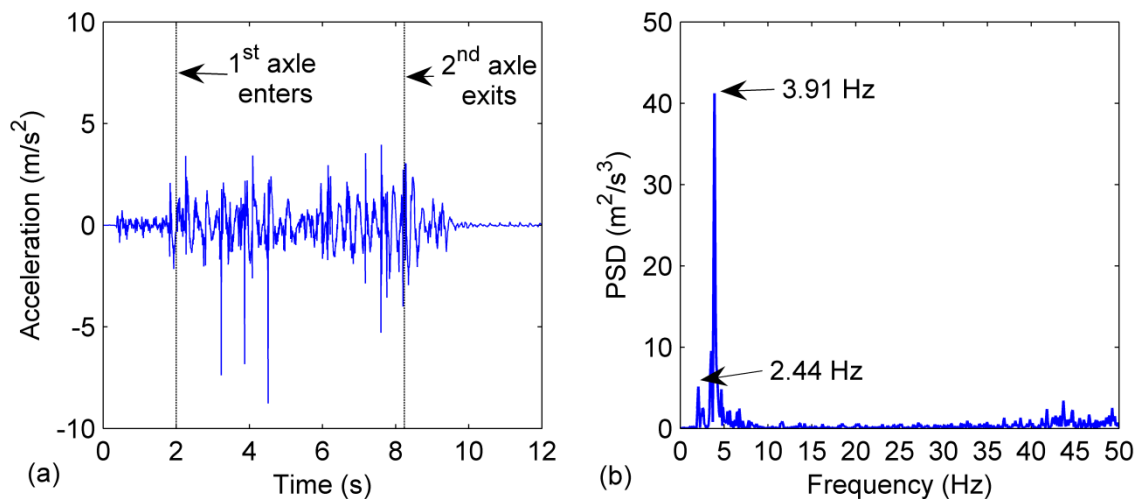 10
5
0
-5
-10
Acceleration (m/s²)
1st axle
enters
2nd axle
exits
0 2 4 6 8 10 12
Time (s)
(a)
50
40
30
20
10
0
PSD (m²/s³)
3.91 Hz
2.44 Hz
0 5 10 15 20 25 30 35 40 45 50
Frequency (Hz)
(b)